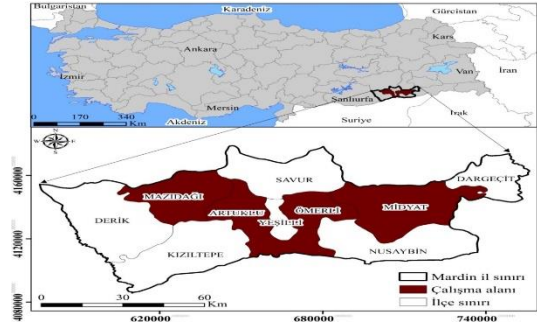 Bulgaristan
Karadeniz
Gürcistan
Kars
Ankara
İran
İzmir
Van
Mersin
Şanlıurfa
Irak
Akdeniz
Suriye
0 170 340
Km
N
W E
S
4160000
4120000
4080000
SAVUR
DARGEÇİT
MAZIDAĞI
DERİK
ARTUKLU
ÖMERLİ
MİDYAT
YEŞİLLİ
KIZILTEPE
NUSAYBİN
Mardin il sınırı
Çalışma alanı
İlçe sınırı
0 20 40 60
Km
620000 680000 740000